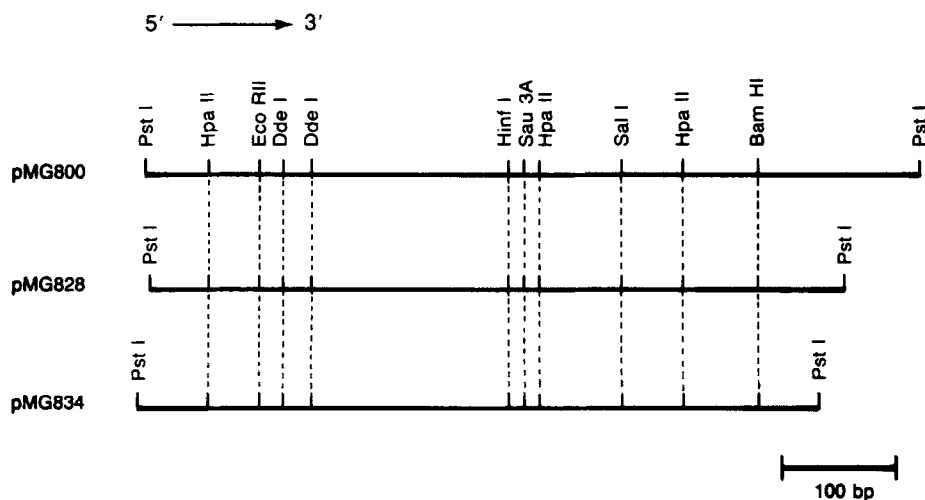 5′ 3′
Pst I Hpa II Eco RII Dde I Dde I Hinf I Sau 3A Hpa II Sal I Hpa II Bam HI Pst I
pMG800
Pst I Pst I
pMG828
Pst I Pst I
pMG834
100 bp